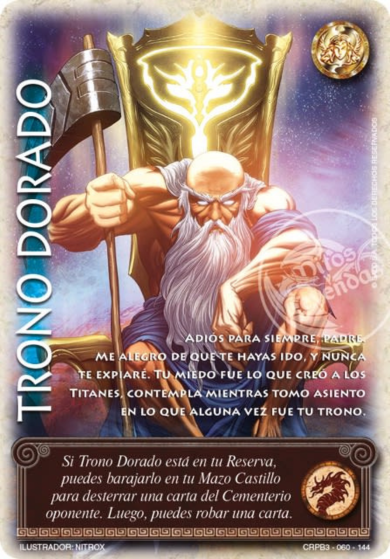 TRONO DORADO
Adiós para siempre, padre.
Me alegro de que te hayas ido, y nunca
te expiaré. Tu miedo fue lo que creó a los
Titanes, contempla mientras tomo asiento
en lo que alguna vez fue tu trono.
Si Trono Dorado está en tu Reserva,
puedes barajarlo en tu Mazo Castillo
para desterrar una carta del Cementerio
oponente. Luego, puedes robar una carta.
ILUSTRADOR: NITROX
CRPB3 - 060 - 144